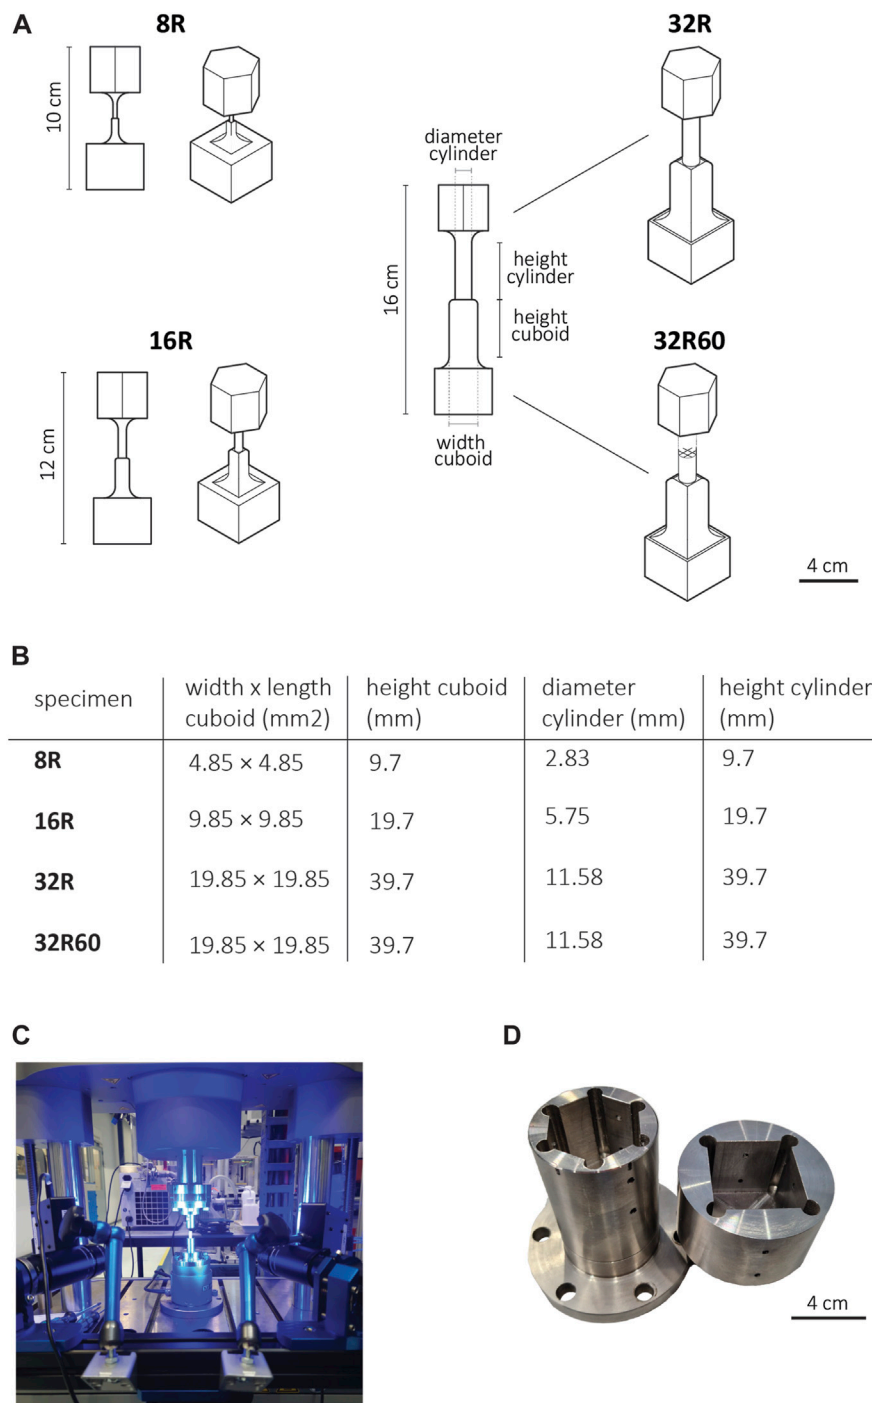 A
8R
10 cm
16R
12 cm
diameter
cylinder
16 cm
height
cylinder
height
cuboid
width
cuboid
32R
32R60
4 cm
B
specimen
width x length
cuboid (mm2)
height cuboid
(mm)
diameter
cylinder (mm)
height cylinder
(mm)
8R 4.85 × 4.85 9.7 2.83 9.7
16R 9.85 × 9.85 19.7 5.75 19.7
32R 19.85 × 19.85 39.7 11.58 39.7
32R60 19.85 × 19.85 39.7 11.58 39.7
C
D
4 cm